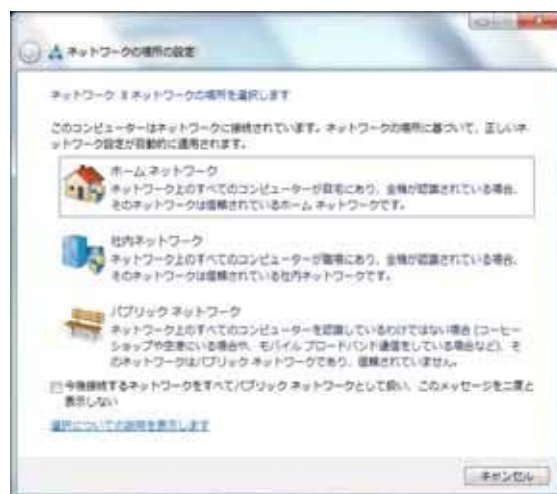 ネットワークの場所の設定
ネットワーク 8 ネットワークの場所を選択します
このコンピューターはネットワークに接続されています。ネットワークの場所に基づいて、正しいネ
ットワーク設定が自動的に適用されます。
ホーム ネットワーク
ネットワーク上のすべてのコンピューターが自宅にあり、全機が認識されている場合、
そのネットワークは信頼されているホーム ネットワークです。
社内ネットワーク
ネットワーク上のすべてのコンピューターが職場にあり、全機が認識されている場合、
そのネットワークは信頼されている社内ネットワークです。
パブリック ネットワーク
ネットワーク上のすべてのコンピューターを認識しているわけではない場合 (コーヒー
ショップや空港にいる場合や、モバイル ブロードバンド通信をしている場合など)、そ
のネットワークはパブリック ネットワークであり、信頼されていません。
今後接続するネットワークをすべてパブリック ネットワークとして扱い、このメッセージを二度と
表示しない
選択についての説明を表示します
キャンセル